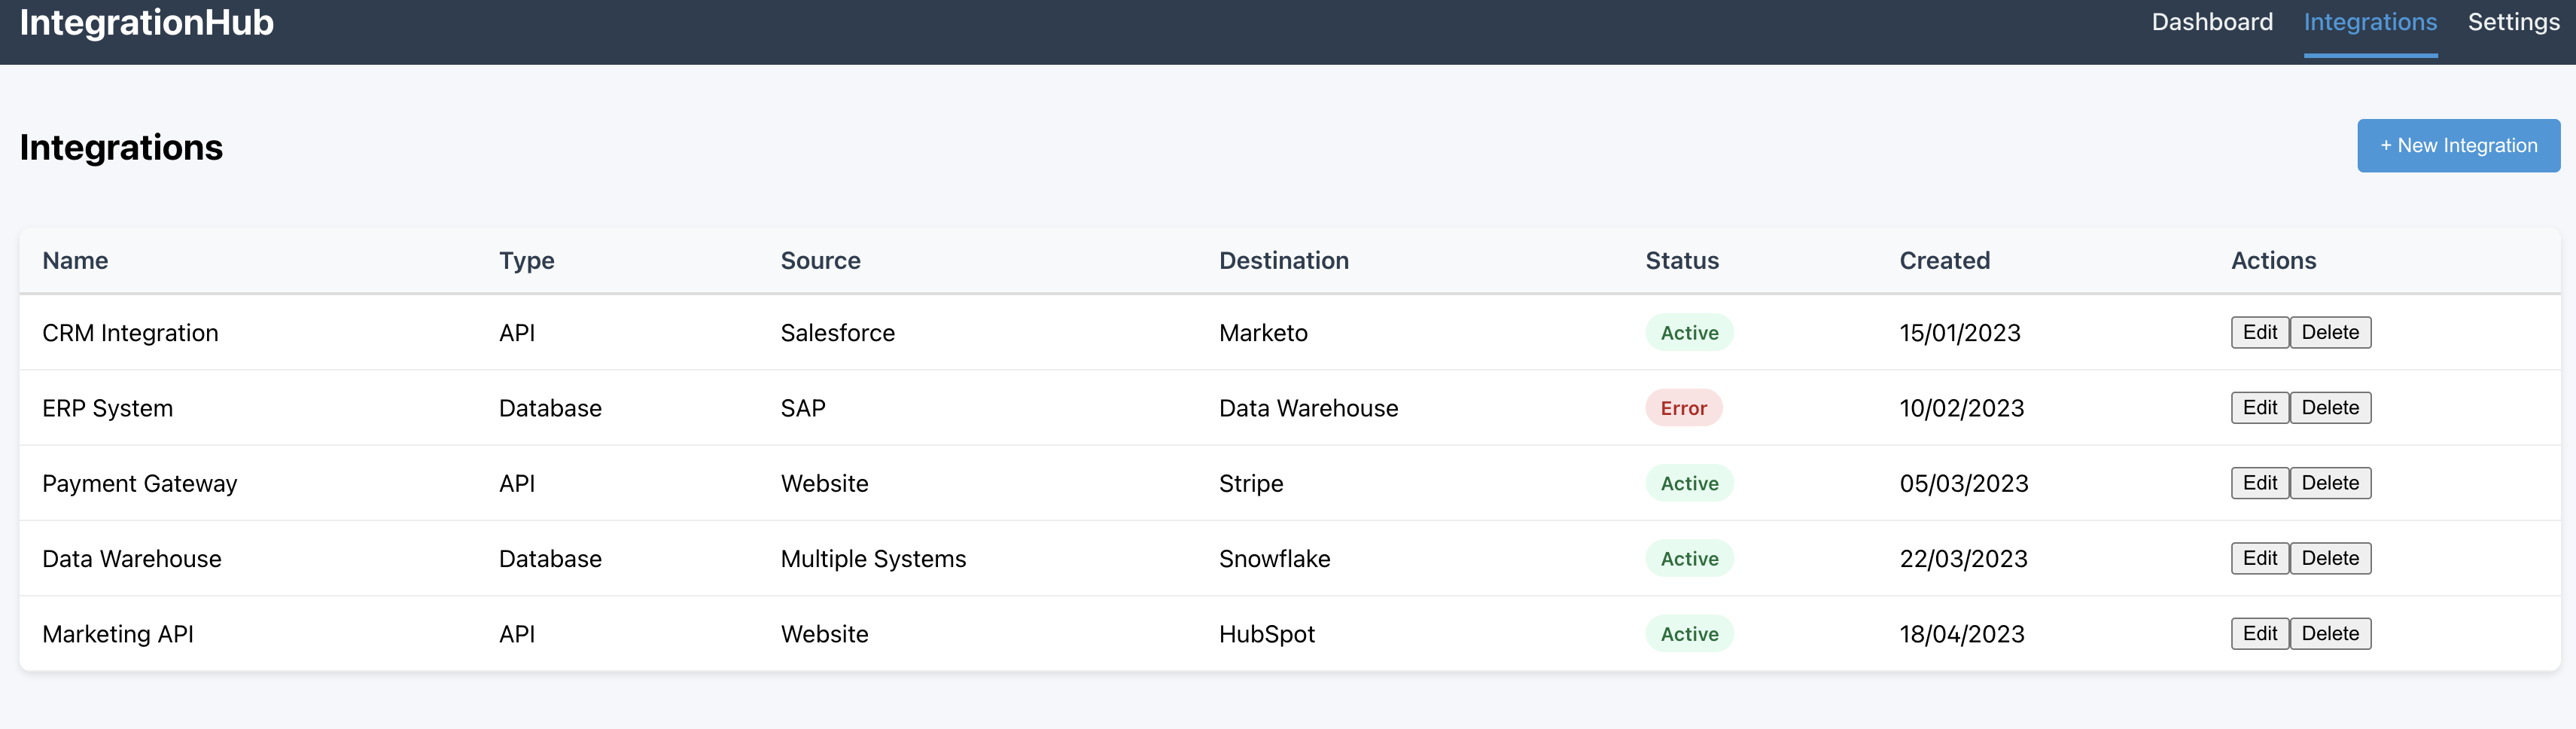 IntegrationHub Dashboard Integrations Settings
Integrations + New Integration
Name Type Source Destination Status Created Actions
CRM Integration API Salesforce Marketo Active 15/01/2023 Edit Delete
ERP System Database SAP Data Warehouse Error 10/02/2023 Edit Delete
Payment Gateway API Website Stripe Active 05/03/2023 Edit Delete
Data Warehouse Database Multiple Systems Snowflake Active 22/03/2023 Edit Delete
Marketing API API Website HubSpot Active 18/04/2023 Edit Delete